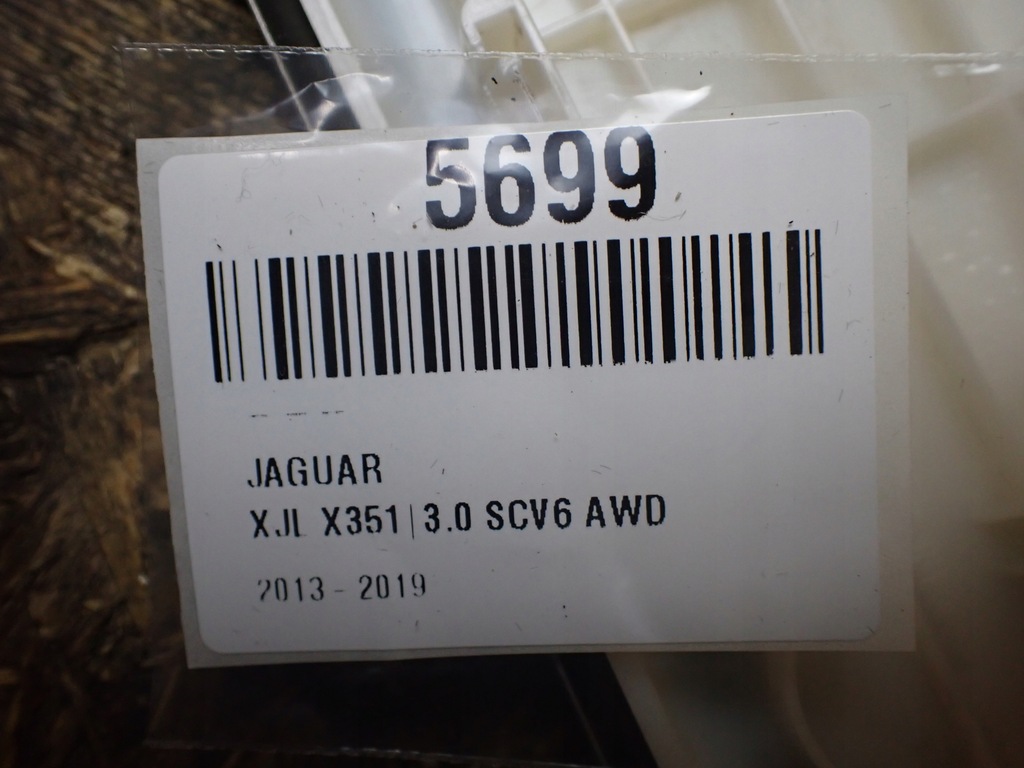 5699
JAGUAR
XJL X351|3.0 SCV6 AWD
2013 - 2019